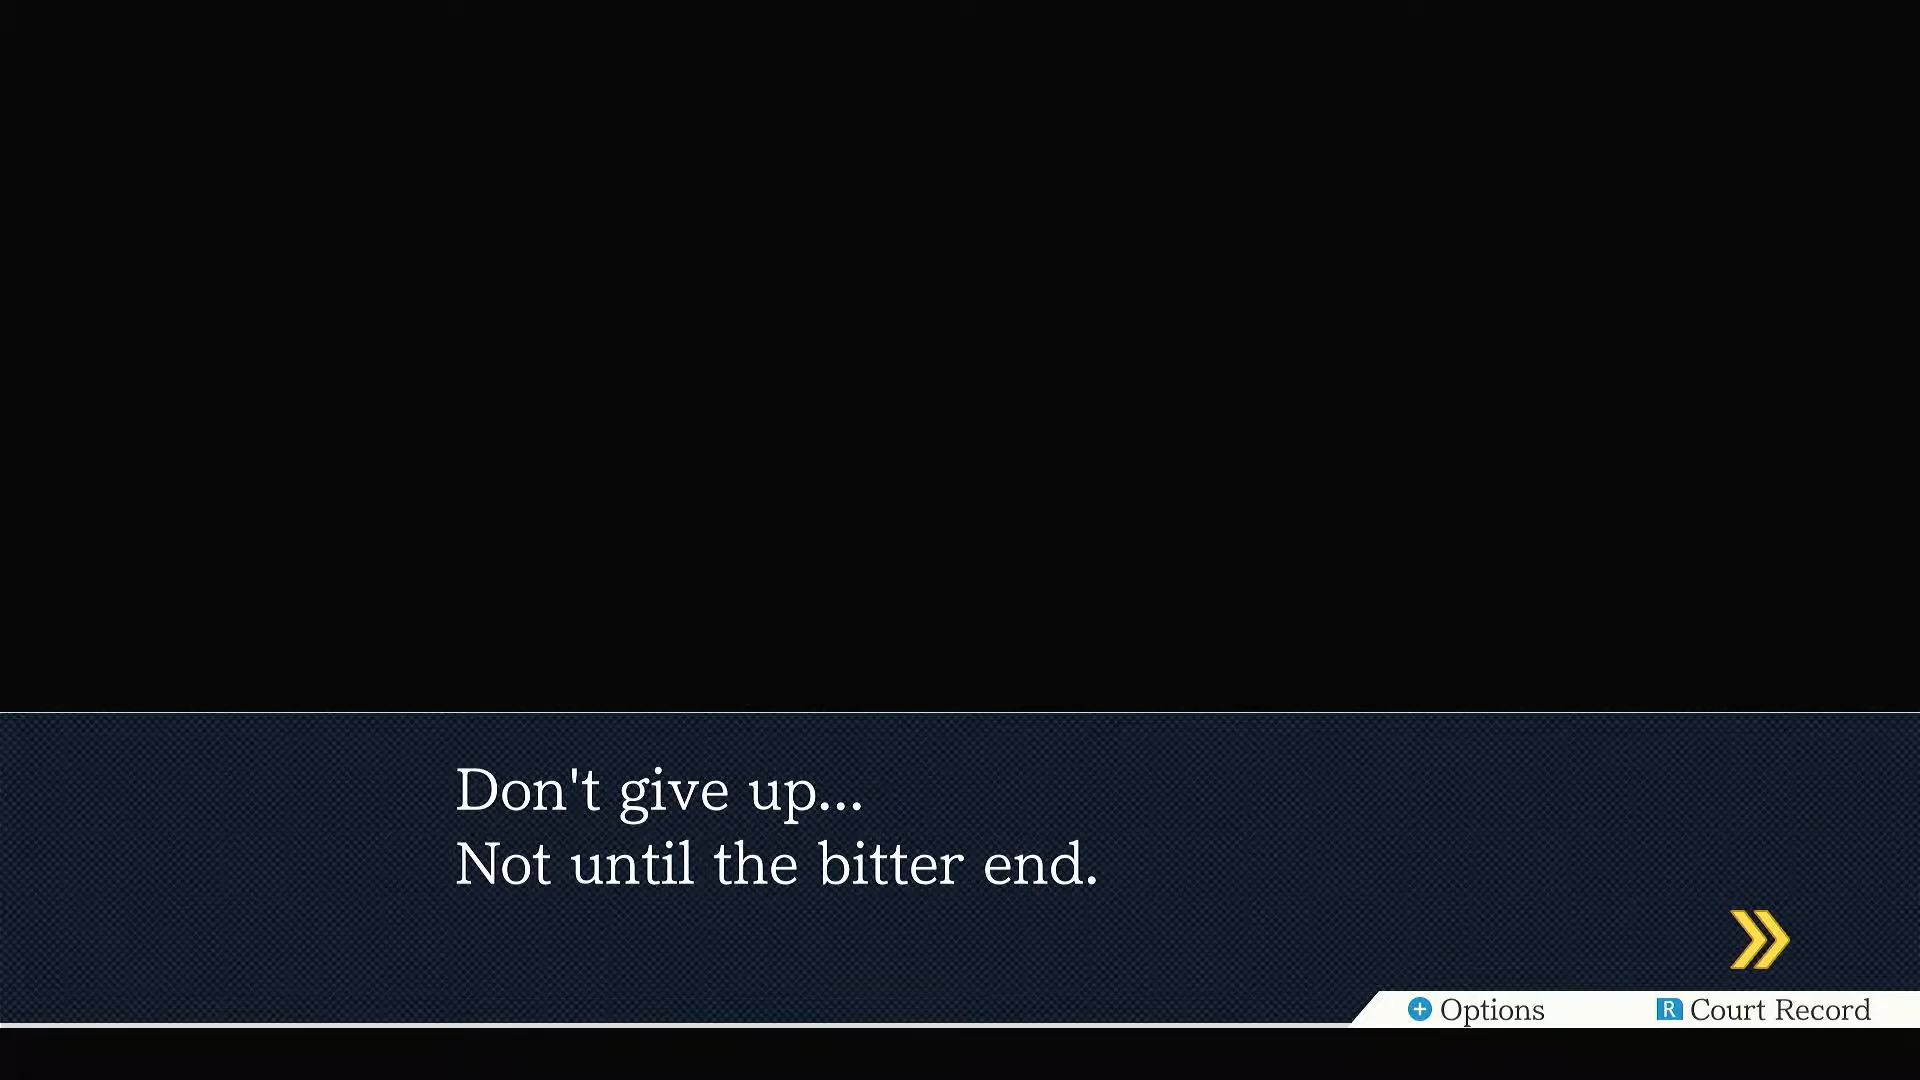 Don't give up...
Not until the bitter end.
+ Options
R Court Record